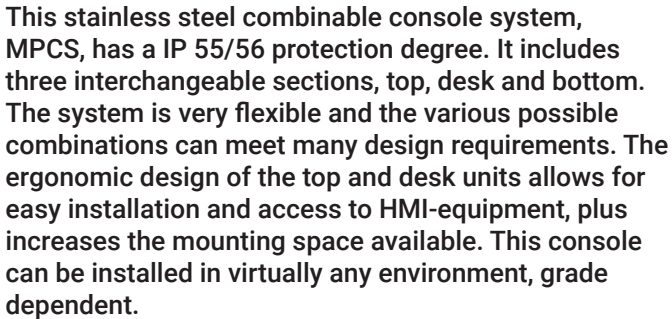 This stainless steel combinable console system,
MPCS, has a IP 55/56 protection degree. It includes
three interchangeable sections, top, desk and bottom.
The system is very flexible and the various possible
combinations can meet many design requirements. The
ergonomic design of the top and desk units allows for
easy installation and access to HMI-equipment, plus
increases the mounting space available. This console
can be installed in virtually any environment, grade
dependent.